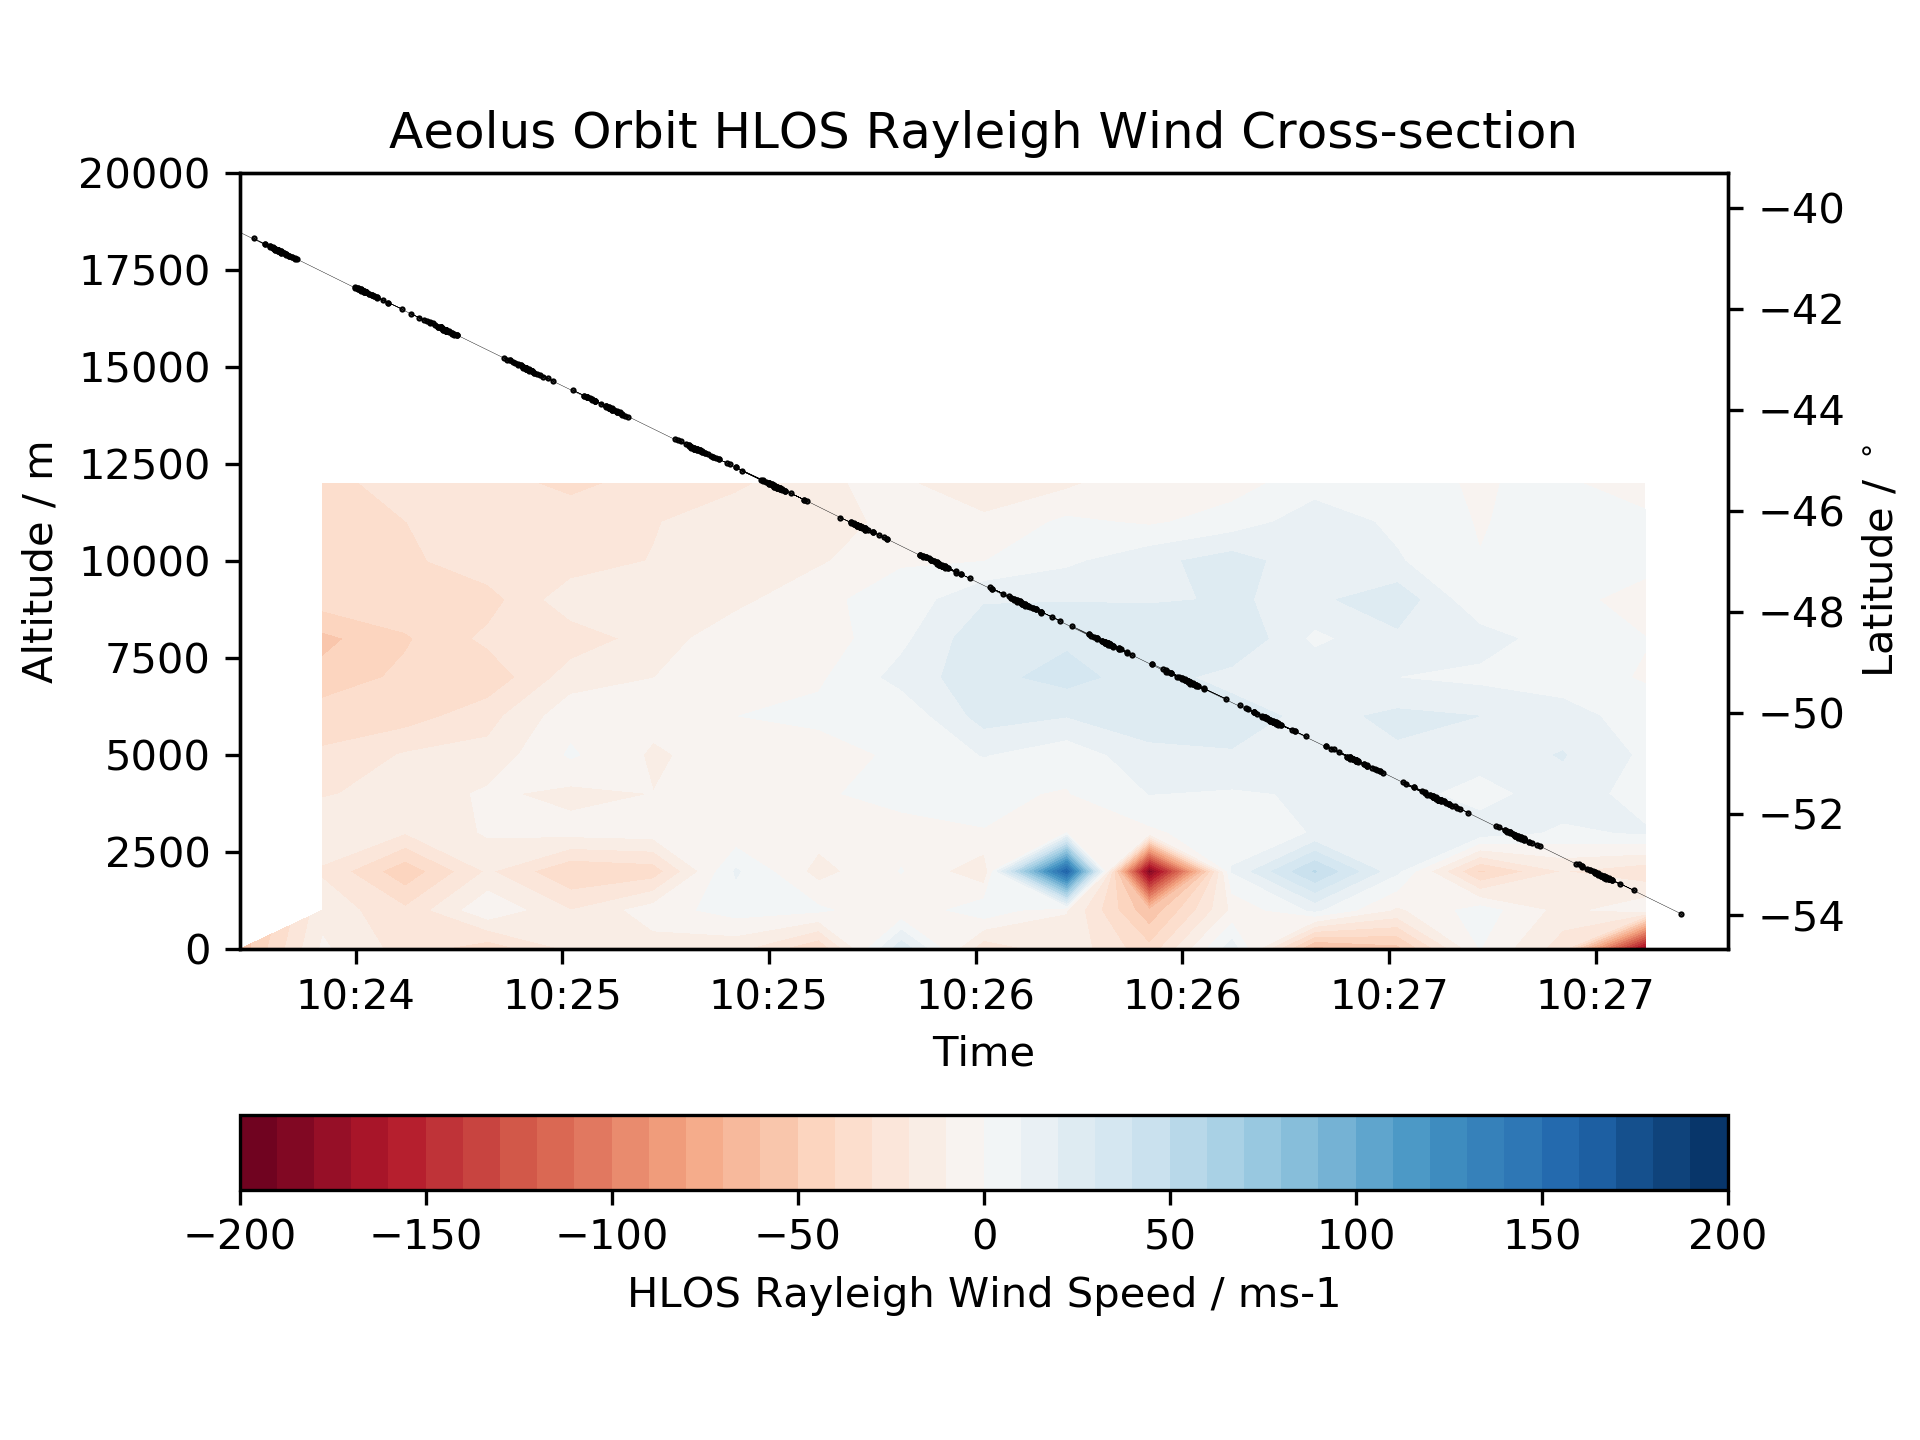 Aeolus Orbit HLOS Rayleigh Wind Cross-section
20000
17500
15000
12500
10000
7500
5000
2500
0
Altitude / m
−40
−42
−44
−46
−48
−50
−52
−54
Latitude / °
10:24 10:25 10:25 10:26 10:26 10:27 10:27
Time
−200 −150 −100 −50 0 50 100 150 200
HLOS Rayleigh Wind Speed / ms-1